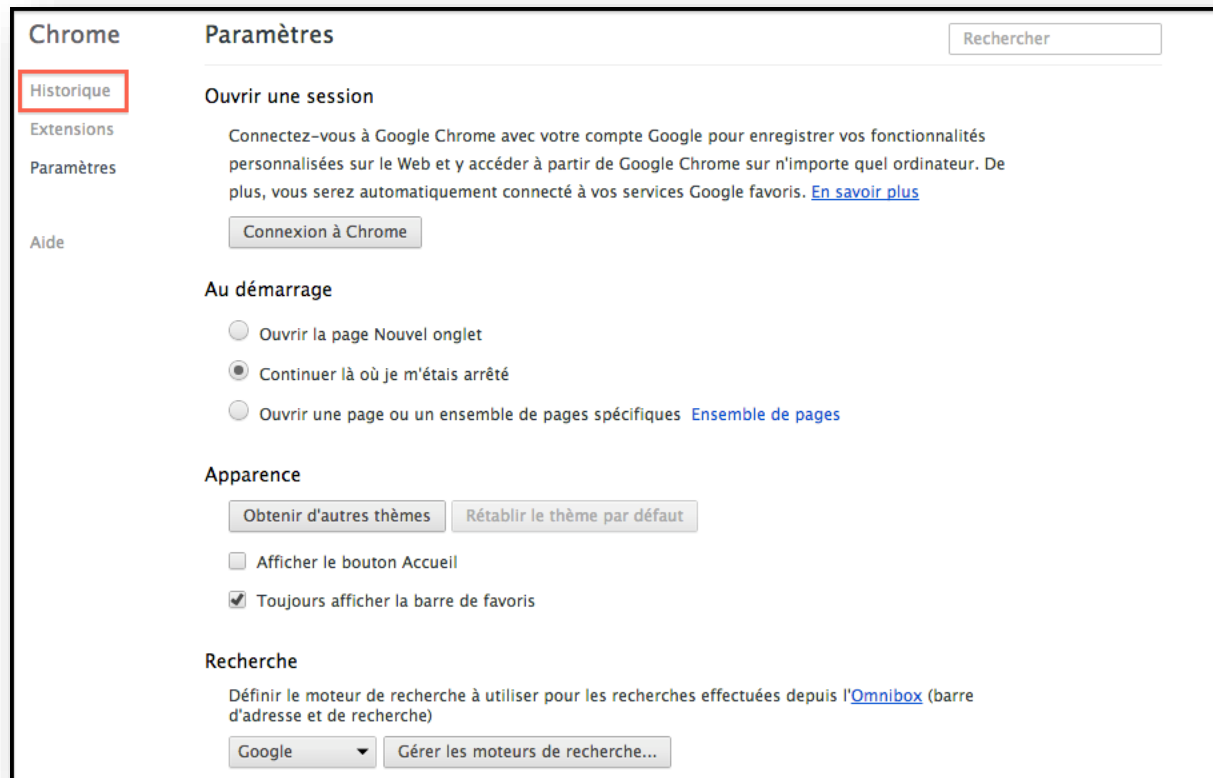 Chrome
Historique
Extensions
Paramètres
Aide
Paramètres
Rechercher
Ouvrir une session
Connectez-vous à Google Chrome avec votre compte Google pour enregistrer vos fonctionnalités
personnalisées sur le Web et y accéder à partir de Google Chrome sur n'importe quel ordinateur. De
plus, vous serez automatiquement connecté à vos services Google favoris. En savoir plus
Connexion à Chrome
Au démarrage
Ouvrir la page Nouvel onglet
Continuer là où je m'étais arrêté
Ouvrir une page ou un ensemble de pages spécifiques Ensemble de pages
Apparence
Obtenir d'autres thèmes Rétablir le thème par défaut
Afficher le bouton Accueil
Toujours afficher la barre de favoris
Recherche
Définir le moteur de recherche à utiliser pour les recherches effectuées depuis l'Omnibox (barre
d'adresse et de recherche)
Google Gérer les moteurs de recherche...